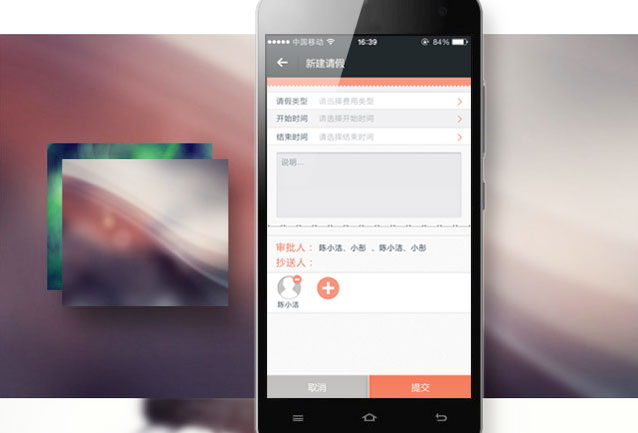 中国移动 16:39 84%
新建请假
请假类型 请选择费用类型
开始时间 请选择开始时间
结束时间 请选择结束时间
说明...
审批人： 陈小洁、小彤 、陈小洁、小彤
抄送人：
陈小洁
取消 提交